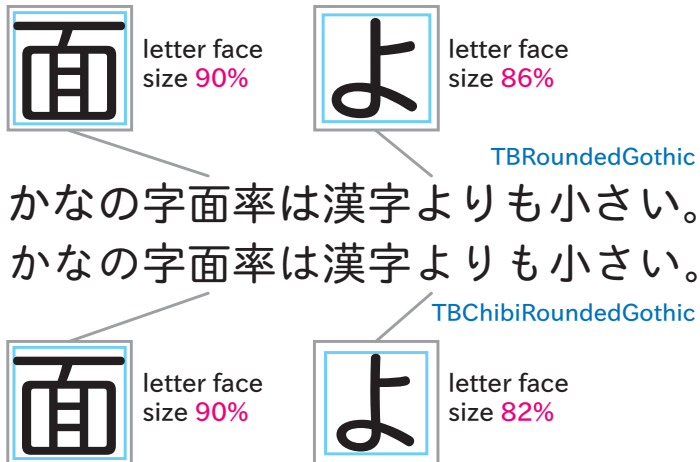 面
letter face
size 90%
よ
letter face
size 86%
TBRoundedGothic
かなの字面率は漢字よりも小さい。
かなの字面率は漢字よりも小さい。
TBChibiRoundedGothic
面
letter face
size 90%
よ
letter face
size 82%